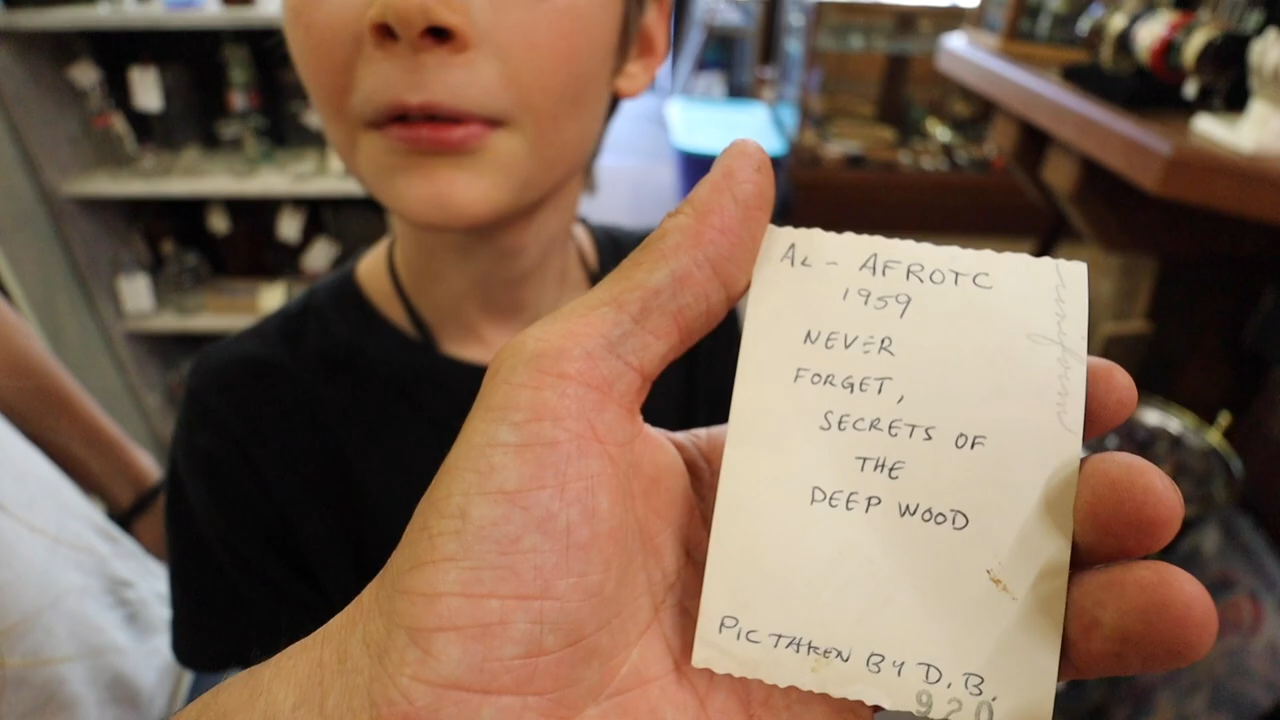 AL - AFROTC
1959
NEVER
FORGET,
SECRETS OF
THE
DEEP WOOD
PIC TAKEN BY D.B.
920